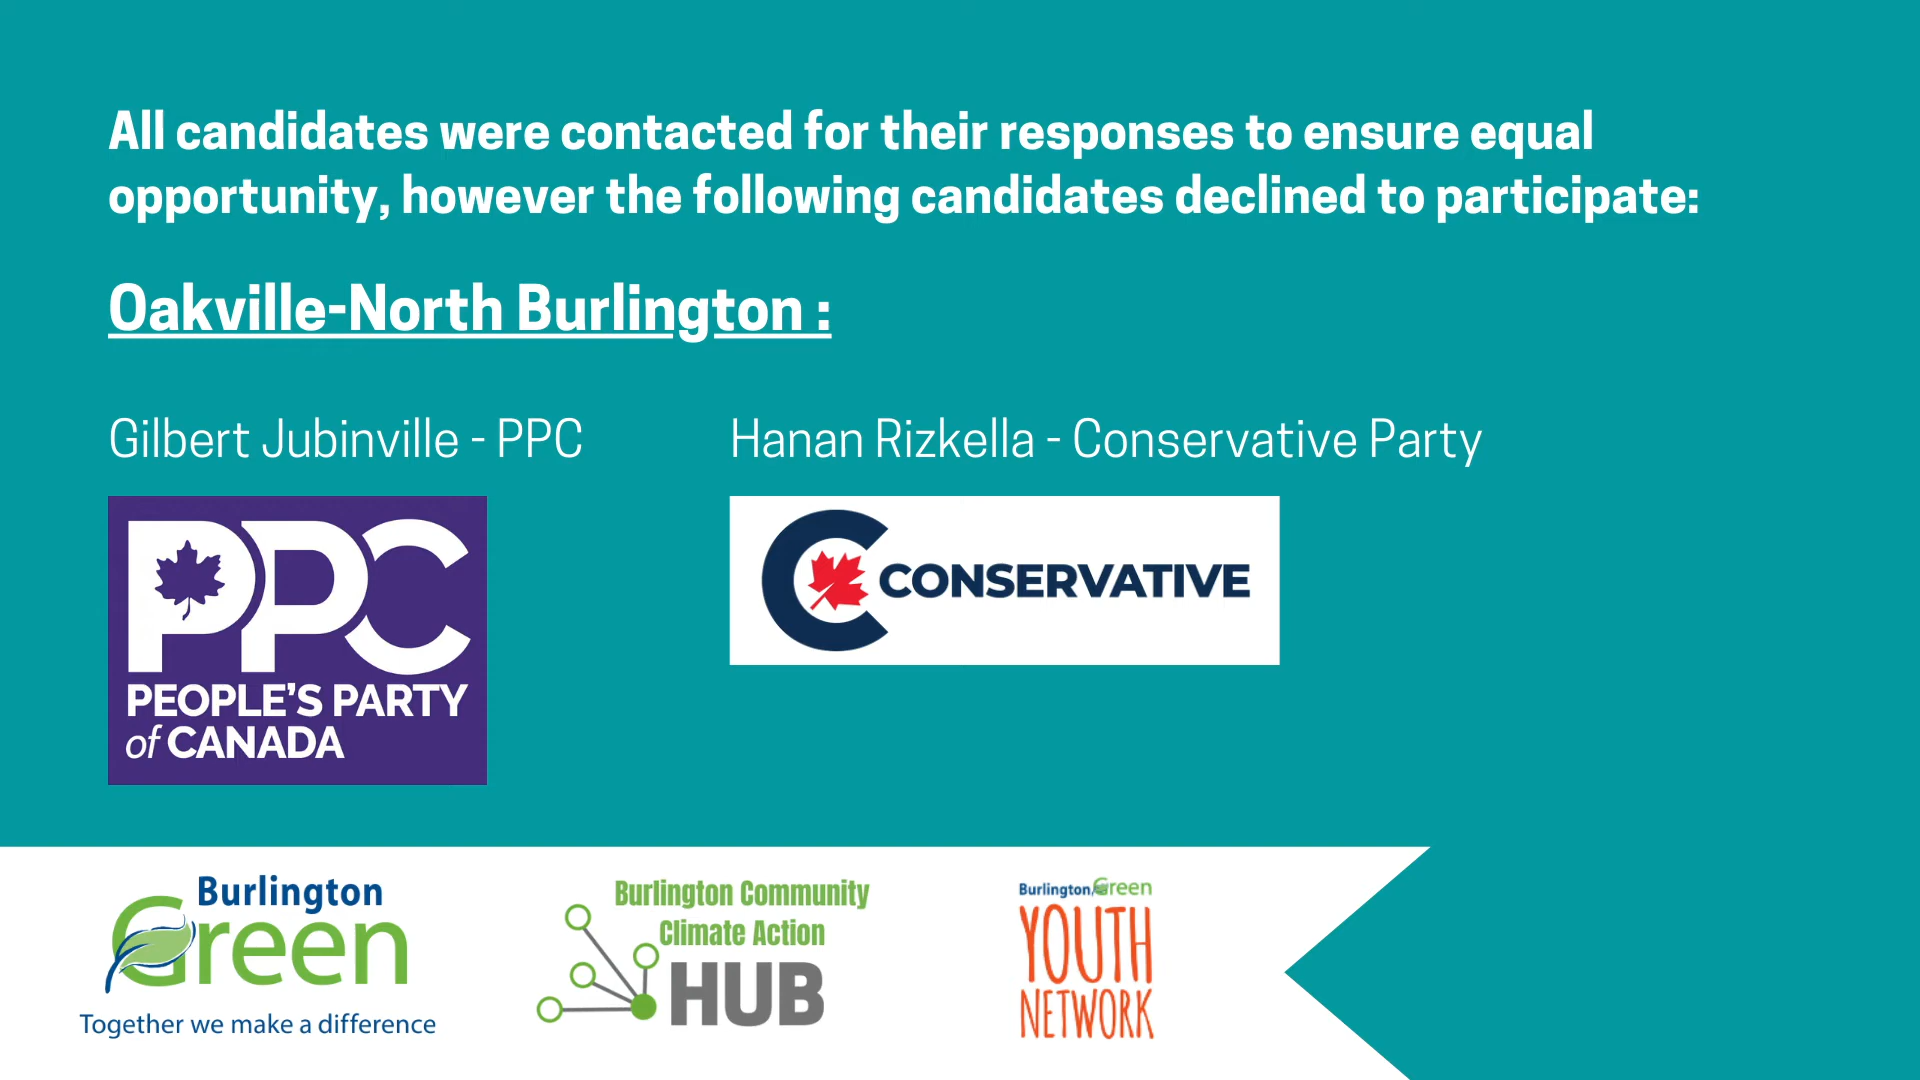 All candidates were contacted for their responses to ensure equal
opportunity, however the following candidates declined to participate:
Oakville-North Burlington :
Gilbert Jubinville - PPC
Hanan Rizkella - Conservative Party
PPC
PEOPLE'S PARTY
of CANADA
CONSERVATIVE
Burlington
Green
Together we make a difference
Burlington Community
Climate Action
HUB
BurlingtonGreen
YOUTH
NETWORK